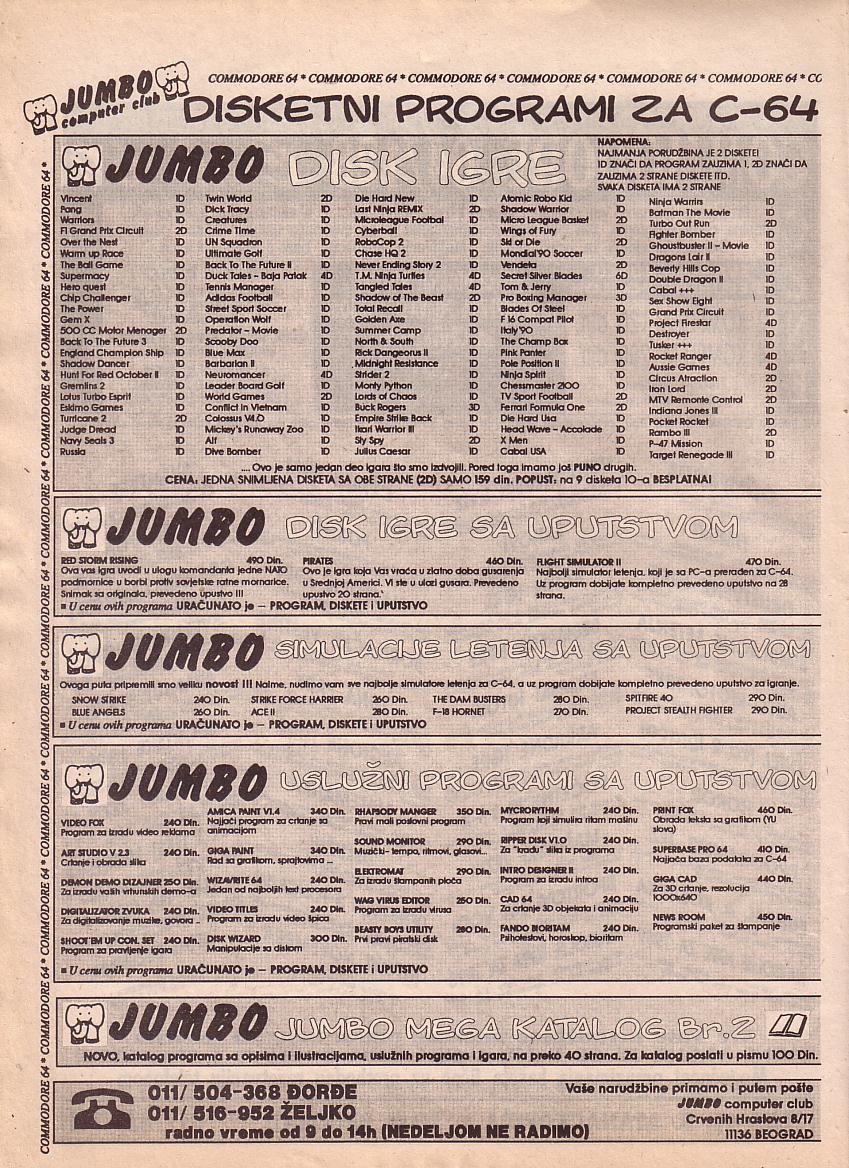 COMMODORE 64 * COMMODORE 64 * COMMODORE 64 * COMMODORE 64 * COMMODORE 64 * COMMODORE 64 * CO
JUMBO
computer club
DISKETNI PROGRAMI ZA C-64
COMMODORE 64 * COMMODORE 64 * COMMODORE 64 * COMMODORE 64 * COMMODORE 64 * COMMODORE 64 * COMMODORE 64 * COMMODORE 64 * COMMODORE 64 * COMMODORE 64 *
JUMBO DISK IGRE
NAPOMENA:
NAJMANJA PORUDŽBINA JE 2 DISKETE!
1D ZNAČI DA PROGRAM ZAUZIMA 1, 2D ZNAČI DA
ZAUZIMA 2 STRANE DISKETE ITD.
SVAKA DISKETA IMA 2 STRANE
Vincent 1D
Pang 1D
Warriors 1D
F1 Grand Prix Circuit 2D
Over the Nest 1D
Warm up Race 1D
The Ball Game 1D
Supermacy 1D
Hero quest 1D
Chip Challenger 1D
The Power 1D
Gem X 1D
500 CC Motor Menager 2D
Back To The Future 3 1D
England Champion Ship 1D
Shadow Dancer 1D
Hunt For Red October II 1D
Gremlins 2 1D
Lotus Turbo Esprit 1D
Eskimo Games 1D
Turricane 2 2D
Judge Dread 1D
Navy Seals 3 1D
Russia 1D
Twin World 2D
Dick Tracy 1D
Creatures 1D
Crime Time 1D
UN Squadron 1D
Ultimate Golf 1D
Back To The Future II 1D
Duck Tales - Baja Patak 4D
Tennis Manager 1D
Adidas Football 1D
Street Sport Soccer 1D
Operation Wolf 1D
Predator - Movie 1D
Scooby Doo 1D
Blue Max 1D
Barbarian II 1D
Neuromancer 4D
Leader Board Golf 1D
World Games 2D
Conflict in Vietnam 1D
Colossus V4.0 1D
Mickey's Runaway Zoo 1D
Alf 1D
Dive Bomber 1D
Die Hard New 1D
Last Ninja REMIX 2D
Microleague Footbal 1D
Cyberball 1D
RoboCop 2 1D
Chase HQ 2 1D
Never Ending Story 2 1D
T.M. Ninja Turtles 4D
Tangled Tales 4D
Shadow of The Beast 2D
Total Recall 1D
Golden Axe 1D
Summer Camp 1D
North & South 1D
Rick Dangeorus II 1D
Midnight Resistance 1D
Strider 2 1D
Monty Python 1D
Lords of Chaos 1D
Buck Rogers 3D
Empire Strike Back 1D
Ikari Warrior III 1D
Sly Spy 2D
Julius Caesar 1D
Atomic Robo Kid 1D
Shadow Warrior 1D
Micro League Basket 2D
Wings of Fury 1D
Ski or Die 2D
Mondial'90 Soccer 1D
Vendeta 2D
Secret Silver Blades 6D
Tom & Jerry 1D
Pro Boxing Manager 3D
Blades Of Steel 1D
F 16 Compat Pilot 1D
Italy'90 1D
The Champ Box 1D
Pink Panter 1D
Pole Position II 1D
Ninja Spirit 1D
Chessmaster 2100 1D
TV Sport Football 2D
Ferrari Formula One 2D
Die Hard Usa 1D
Head Wave - Accolade 1D
X Men 1D
Cabal USA 1D
Ninja Warrirs 1D
Batman The Movie 1D
Turbo Out Run 2D
Fighter Bomber 1D
Ghostbuster II - Movie 1D
Dragons Lair II 1D
Beverly Hills Cop 1D
Double Dragon II 1D
Cabal +++ 1D
Sex Show Eight 1D
Grand Prix Circuit 1D
Project Firestar 4D
Destroyer 1D
Tusker +++ 1D
Rocket Ranger 4D
Aussie Games 4D
Circus Atraction 2D
Iron Lord 2D
MTV Remonte Control 2D
Indiana Jones III 1D
Pocket Rocket 1D
Rambo III 2D
P-47 Mission 1D
Target Renegade III 1D
.... Ovo je samo jedan deo igara što smo izdvojili. Pored toga imamo još PUNO drugih.
CENA: JEDNA SNIMLJENA DISKETA SA OBE STRANE (2D) SAMO 159 din. POPUST: na 9 disketa 10-a BESPLATNA!
JUMBO DISK IGRE SA UPUTSTVOM
RED STORM RISING 490 Din.
Ova vas igra uvodi u ulogu komandanta jedne NATO
podmornice u borbi protiv sovjetske ratne mornarice.
Snimak sa originala, prevedeno upustvo !!!
PIRATES 460 Din.
Ovo je igra koja Vas vraća u zlatno doba gusarenja
u Srednjoj Americi. Vi ste u ulozi gusara. Prevedeno
upustvo 20 strana.
FLIGHT SIMULATOR II 470 Din.
Najbolji simulator letenja, koji je sa PC-a prerađen za C-64.
Uz program dobijate kompletno prevedeno uputstvo na 28
strana.
■ U cenu ovih programa URAČUNATO je - PROGRAM, DISKETE i UPUTSTVO
JUMBO SIMULACIJE LETENJA SA UPUTSTVOM
Ovoga puta pripremili smo veliku novost !!! Naime, nudimo vam sve najbolje simulatore letenja za C-64, a uz program dobijate kompletno prevedeno uputstvo za igranje.
SNOW STRIKE 240 Din. STRIKE FORCE HARRIER 260 Din. THE DAM BUSTERS 280 Din. SPITFIRE 40 290 Din.
BLUE ANGELS 260 Din. ACE II 280 Din. F-18 HORNET 270 Din. PROJECT STEALTH FIGHTER 290 Din.
■ U cenu ovih programa URAČUNATO je - PROGRAM, DISKETE i UPUTSTVO
JUMBO USLUŽNI PROGRAMI SA UPUTSTVOM
VIDEO FOX 240 Din.
Program za izradu video reklama
ART STUDIO V 2.3 240 Din.
Crtanje i obrada slika
DEMON DEMO DIZAJNER 250 Din.
Za izradu vaših vrhunskih demo-a
DIGITALIZATOR ZVUKA 240 Din.
Za digitalizovanje muzike, govora ..
SHOOT'EM UP CON. SET 240 Din.
Program za pravljenje igara
AMICA PAINT V1.4 340 Din.
Najjači program za crtanje sa
animacijom
GIGA PAINT 340 Din.
Rad sa grafikom, sprajtovima ...
WIZAVRITE 64 240 Din.
Jedan od najboljih text procesora
VIDEO TITLES 240 Din.
Program za izradu video špica
DISK WIZARD 300 Din.
Manipulacije sa diskom
RHAPSODY MANGER 350 Din.
Pravi mali poslovni program
SOUND MONITOR 290 Din.
Muzički- tempo, ritmovi, glasovi...
ELEKTROMAT 290 Din.
Za izradu štampanih ploča
WAG VIRUS EDITOR 250 Din.
Program za izradu virusa
BEASTY BOYS UTILITY 280 Din.
Prvi pravi piratski disk
MYCRORYTHM 240 Din.
Program koji simulira ritam mašinu
RIPPER DISK V1.0 240 Din.
Za "krađu" slika iz programa
INTRO DESIGNER II 240 Din.
Program za izradu introa
CAD 64 240 Din.
Za crtanje 3D objekata i animaciju
FANDO BIORITAM 240 Din.
Psihotestovi, horoskop, bioritam
PRINT FOX 460 Din.
Obrada teksta sa grafikom (YU
slova)
SUPERBASE PRO 64 410 Din.
Najjača baza podataka za C-64
GIGA CAD 440 Din.
Za 3D crtanje, rezolucija
1000x640
NEWS ROOM 450 Din.
Programski paket za štampanje
■ U cenu ovih programa URAČUNATO je - PROGRAM, DISKETE i UPUTSTVO
JUMBO JUMBO MEGA KATALOG Br.2
NOVO, katalog programa sa opisima i ilustracijama, uslužnih programa i igara, na preko 40 strana. Za katalog poslati u pismu 100 Din.
011/ 504-368 ĐORĐE
011/ 516-952 ŽELJKO
radno vreme od 9 do 14h (NEDELJOM NE RADIMO)
Vaše narudžbine primamo i putem pošte
JUMBO computer club
Crvenih Hrastova 8/17
11136 BEOGRAD